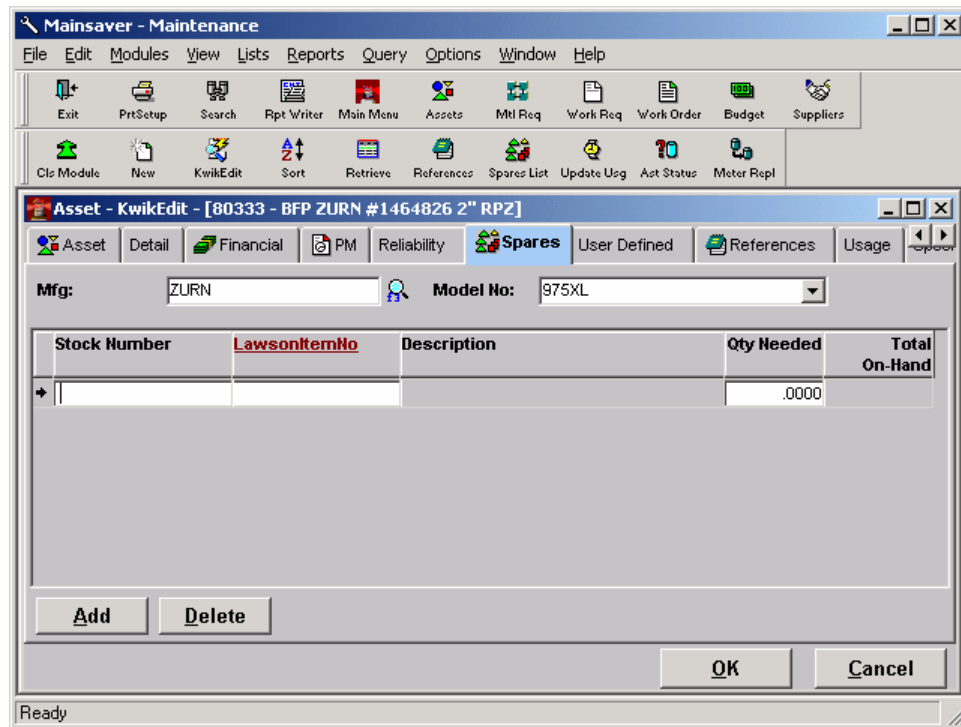 Mainsaver - Maintenance
File Edit Modules View Lists Reports Query Options Window Help
Exit PrtSetup Search Rpt Writer Main Menu Assets Mtl Req Work Req Work Order Budget Suppliers
Cls Module New KwikEdit Sort Retrieve References Spares List Update Usg Ast Status Meter Repl
Asset - KwikEdit - [80333 - BFP ZURN #1464826 2" RPZ]
Asset Detail Financial PM Reliability Spares User Defined References Usage
Mfg: ZURN Model No: 975XL
Stock Number LawsonItemNo Description Qty Needed Total
On-Hand
.0000
Add Delete
OK Cancel
Ready